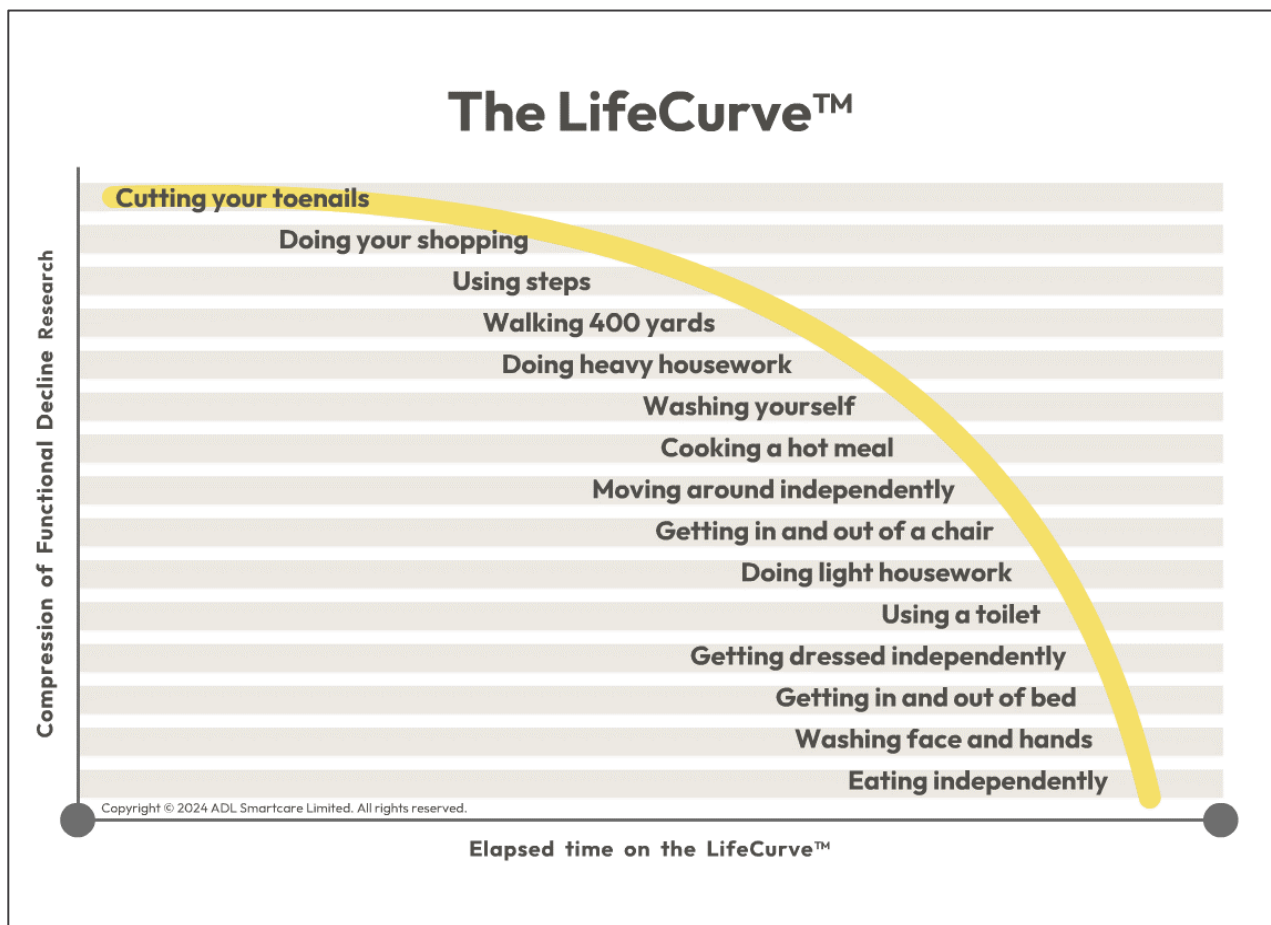 The LifeCurve™
Cutting your toenails
Doing your shopping
Using steps
Walking 400 yards
Doing heavy housework
Washing yourself
Cooking a hot meal
Moving around independently
Getting in and out of a chair
Doing light housework
Using a toilet
Getting dressed independently
Getting in and out of bed
Washing face and hands
Eating independently
Compression of Functional Decline Research
Copyright © 2024 ADL Smartcare Limited. All rights reserved.
Elapsed time on the LifeCurve™